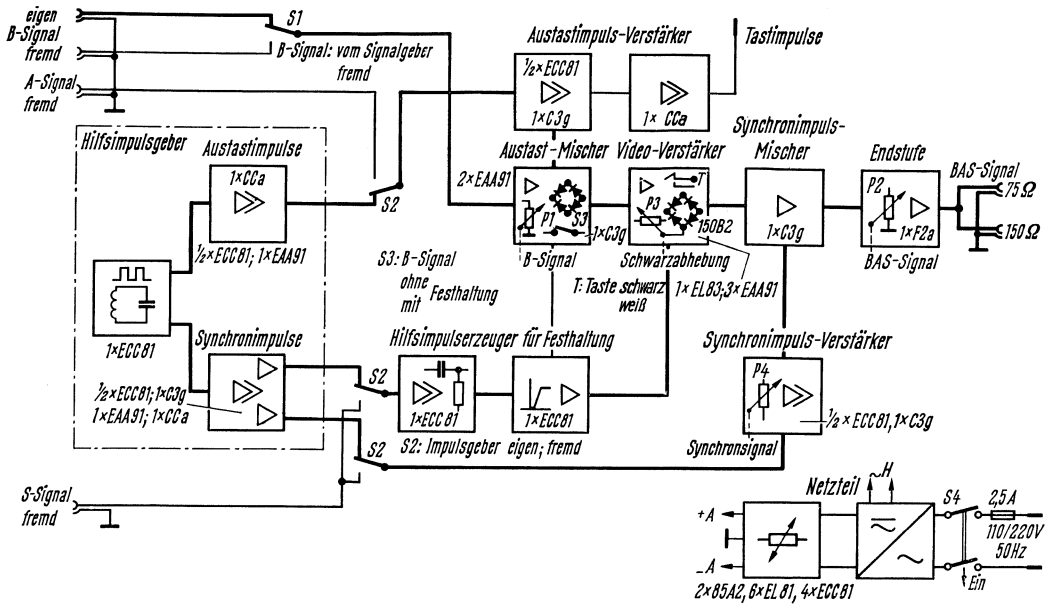 eigen
B-Signal
fremd
A-Signal
fremd
S1
B-Signal: vom Signalgeber
fremd
Austastimpuls-Verstärker
½×ECC81
1×C3g
1× CCa
Tastimpulse
Hilfsimpulsgeber
Austastimpulse
1×CCa
½×ECC81; 1×EAA91
S2
1×ECC81
Synchronimpulse
½×ECC81; 1×C3g
1×EAA91; 1×CCa
Austast-Mischer
2×EAA91
P1
S3
1×C3g
B-Signal
S3: B-Signal
ohne
mit
Festhaltung
Video-Verstärker
T
P3
150B2
Schwarzabhebung
T: Taste schwarz
weiß
1×EL83; 3×EAA91
Synchronimpuls-
Mischer
1×C3g
Endstufe
P2
1×F2a
BAS-Signal
BAS-Signal
75Ω
150Ω
Hilfsimpulserzeuger für Festhaltung
S2
1×ECC81
1×ECC81
S2: Impulsgeber eigen; fremd
S2
Synchronimpuls-Verstärker
P4
½×ECC81, 1×C3g
Synchronsignal
S-Signal
fremd
Netzteil
~H
+A
_A
2×85A2, 6×EL81, 4×ECC81
S4
2,5A
110/220V
50Hz
Ein